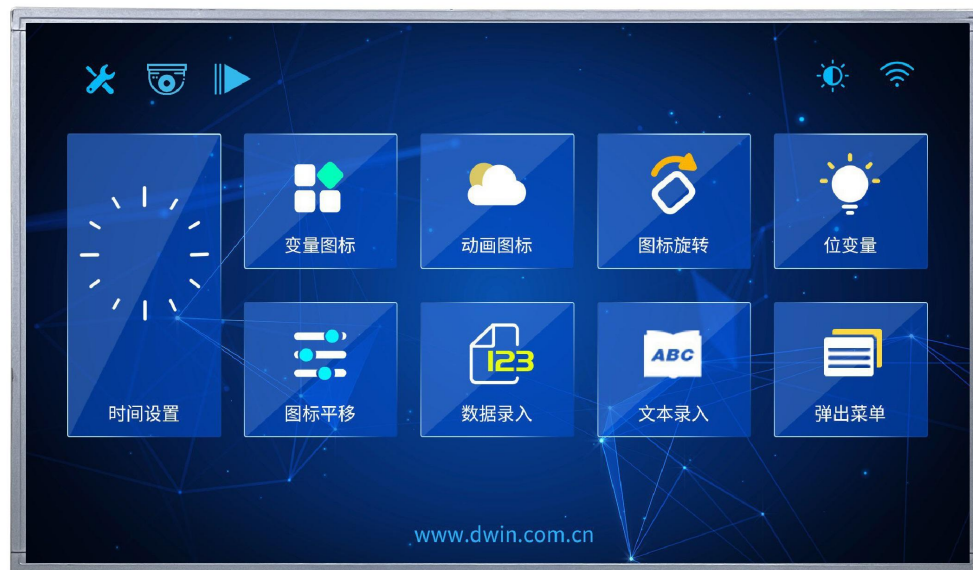 变量图标
动画图标
图标旋转
位变量
时间设置
图标平移
123
数据录入
ABC
文本录入
弹出菜单
www.dwin.com.cn